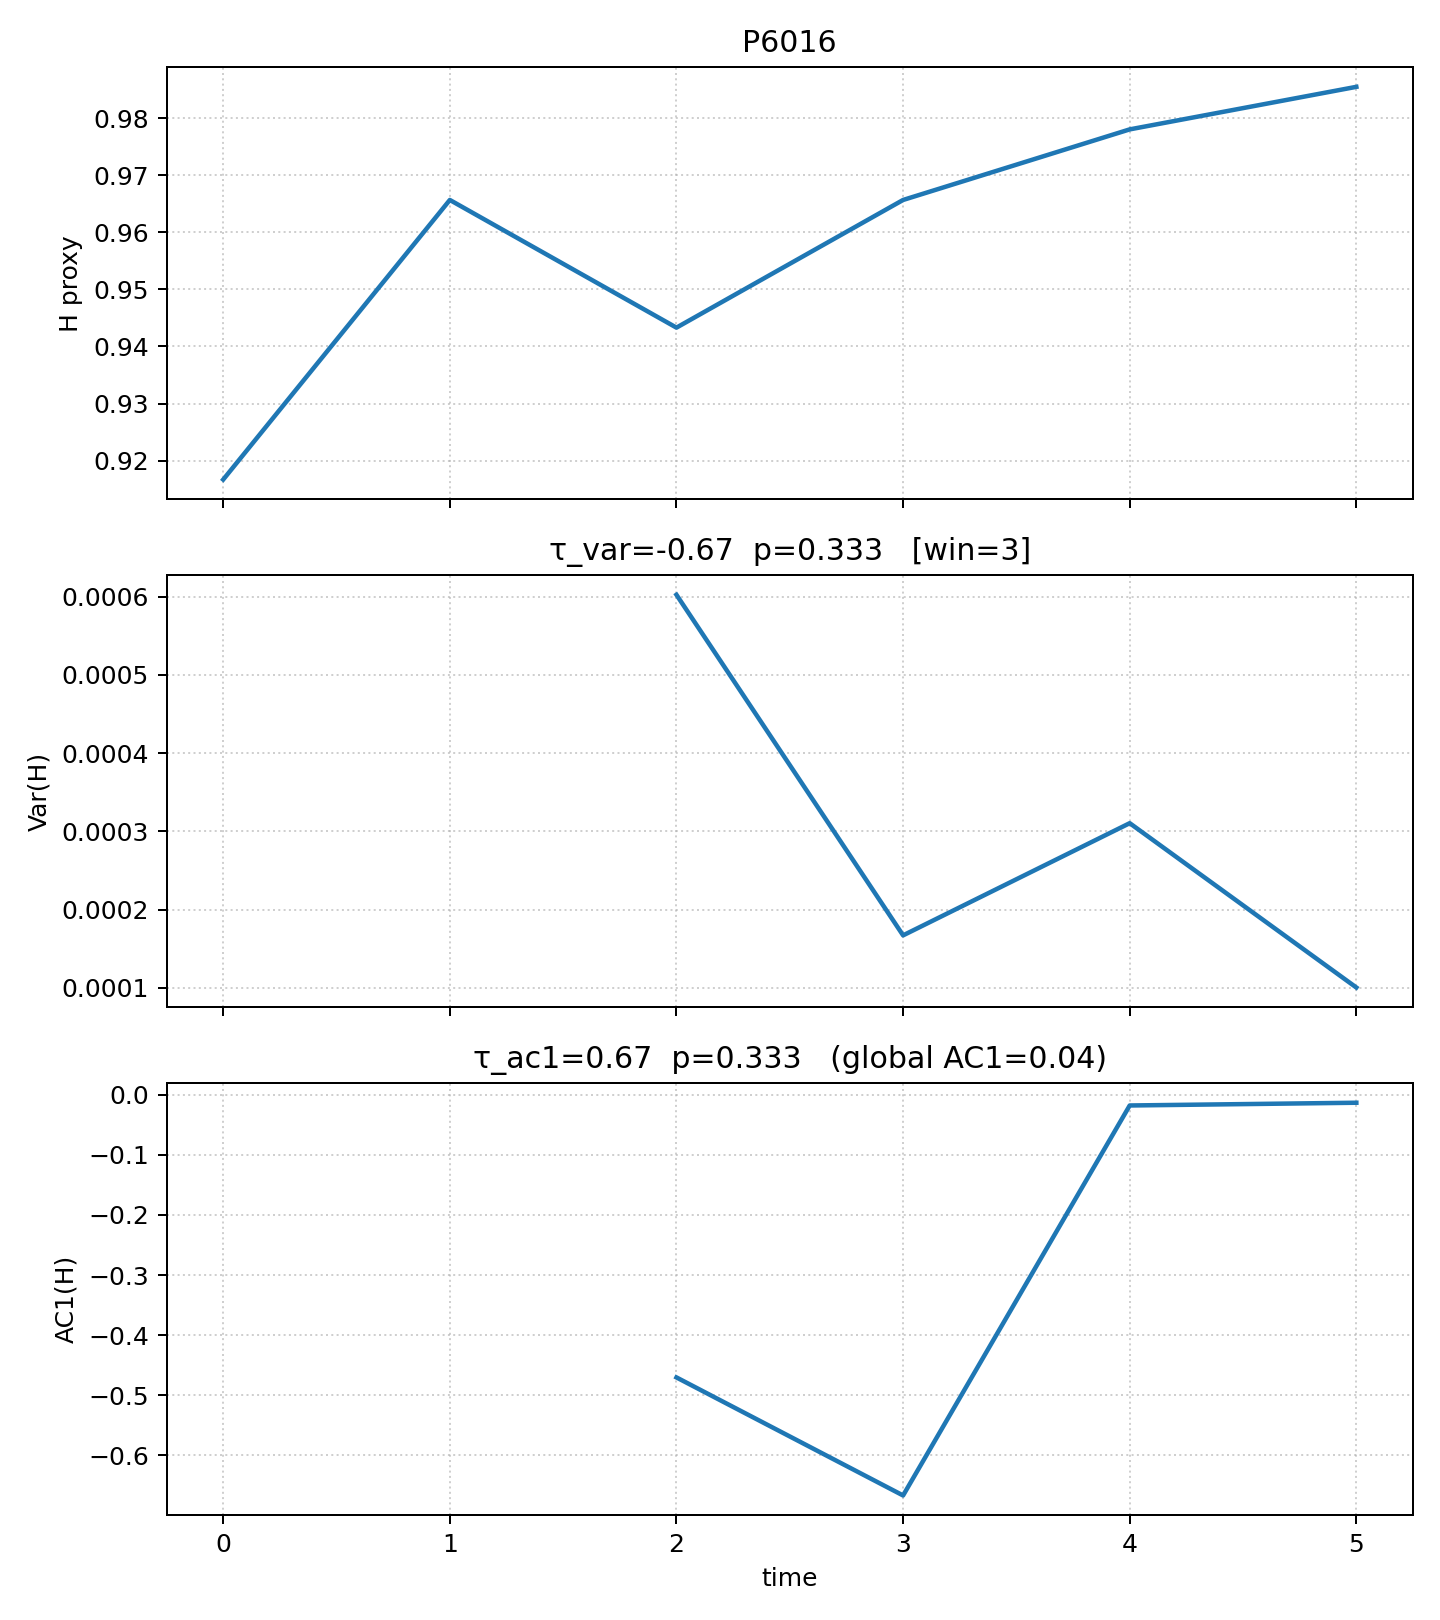 P6016
H proxy
0.98
0.97
0.96
0.95
0.94
0.93
0.92
τ_var=-0.67  p=0.333   [win=3]
Var(H)
0.0006
0.0005
0.0004
0.0003
0.0002
0.0001
τ_ac1=0.67  p=0.333   (global AC1=0.04)
AC1(H)
0.0
−0.1
−0.2
−0.3
−0.4
−0.5
−0.6
0 1 2 3 4 5
time